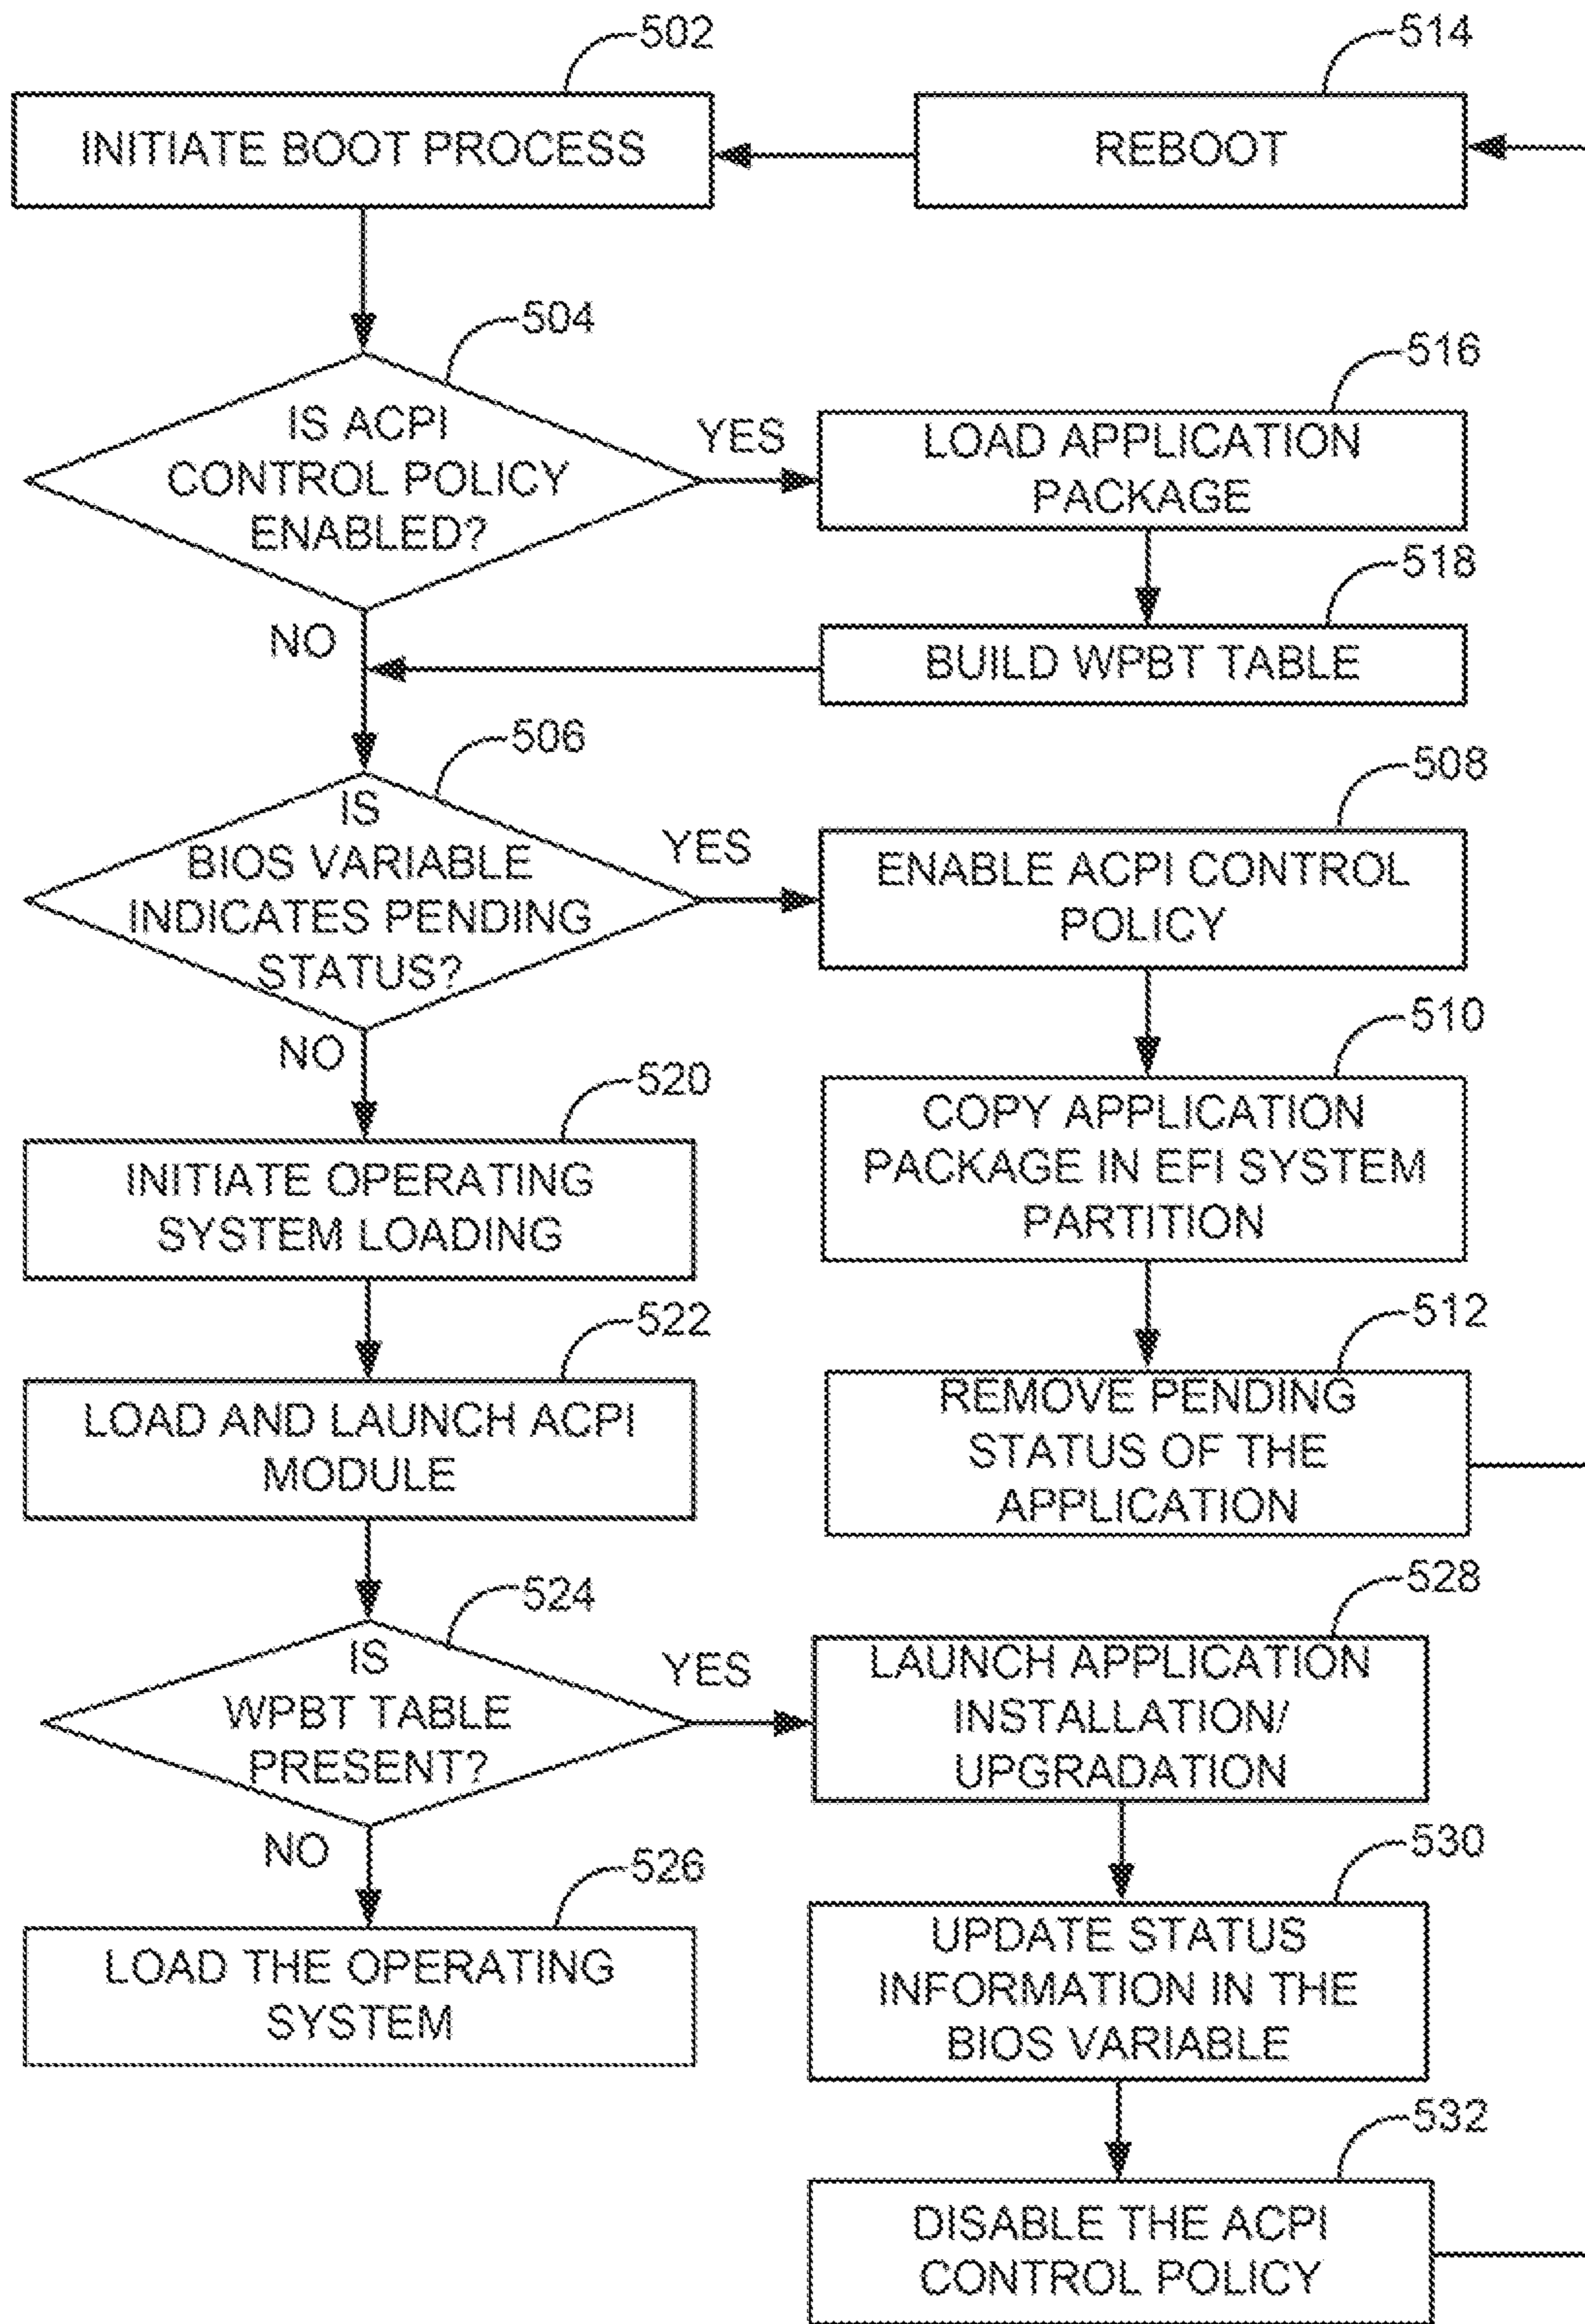 502
INITIATE BOOT PROCESS
514
REBOOT
504
IS ACPI
CONTROL POLICY
ENABLED?
YES
NO
516
LOAD APPLICATION
PACKAGE
518
BUILD WPBT TABLE
506
IS
BIOS VARIABLE
INDICATES PENDING
STATUS?
YES
NO
508
ENABLE ACPI CONTROL
POLICY
510
COPY APPLICATION
PACKAGE IN EFI SYSTEM
PARTITION
512
REMOVE PENDING
STATUS OF THE
APPLICATION
520
INITIATE OPERATING
SYSTEM LOADING
522
LOAD AND LAUNCH ACPI
MODULE
524
IS
WPBT TABLE
PRESENT?
YES
NO
526
LOAD THE OPERATING
SYSTEM
528
LAUNCH APPLICATION
INSTALLATION/
UPGRADATION
530
UPDATE STATUS
INFORMATION IN THE
BIOS VARIABLE
532
DISABLE THE ACPI
CONTROL POLICY